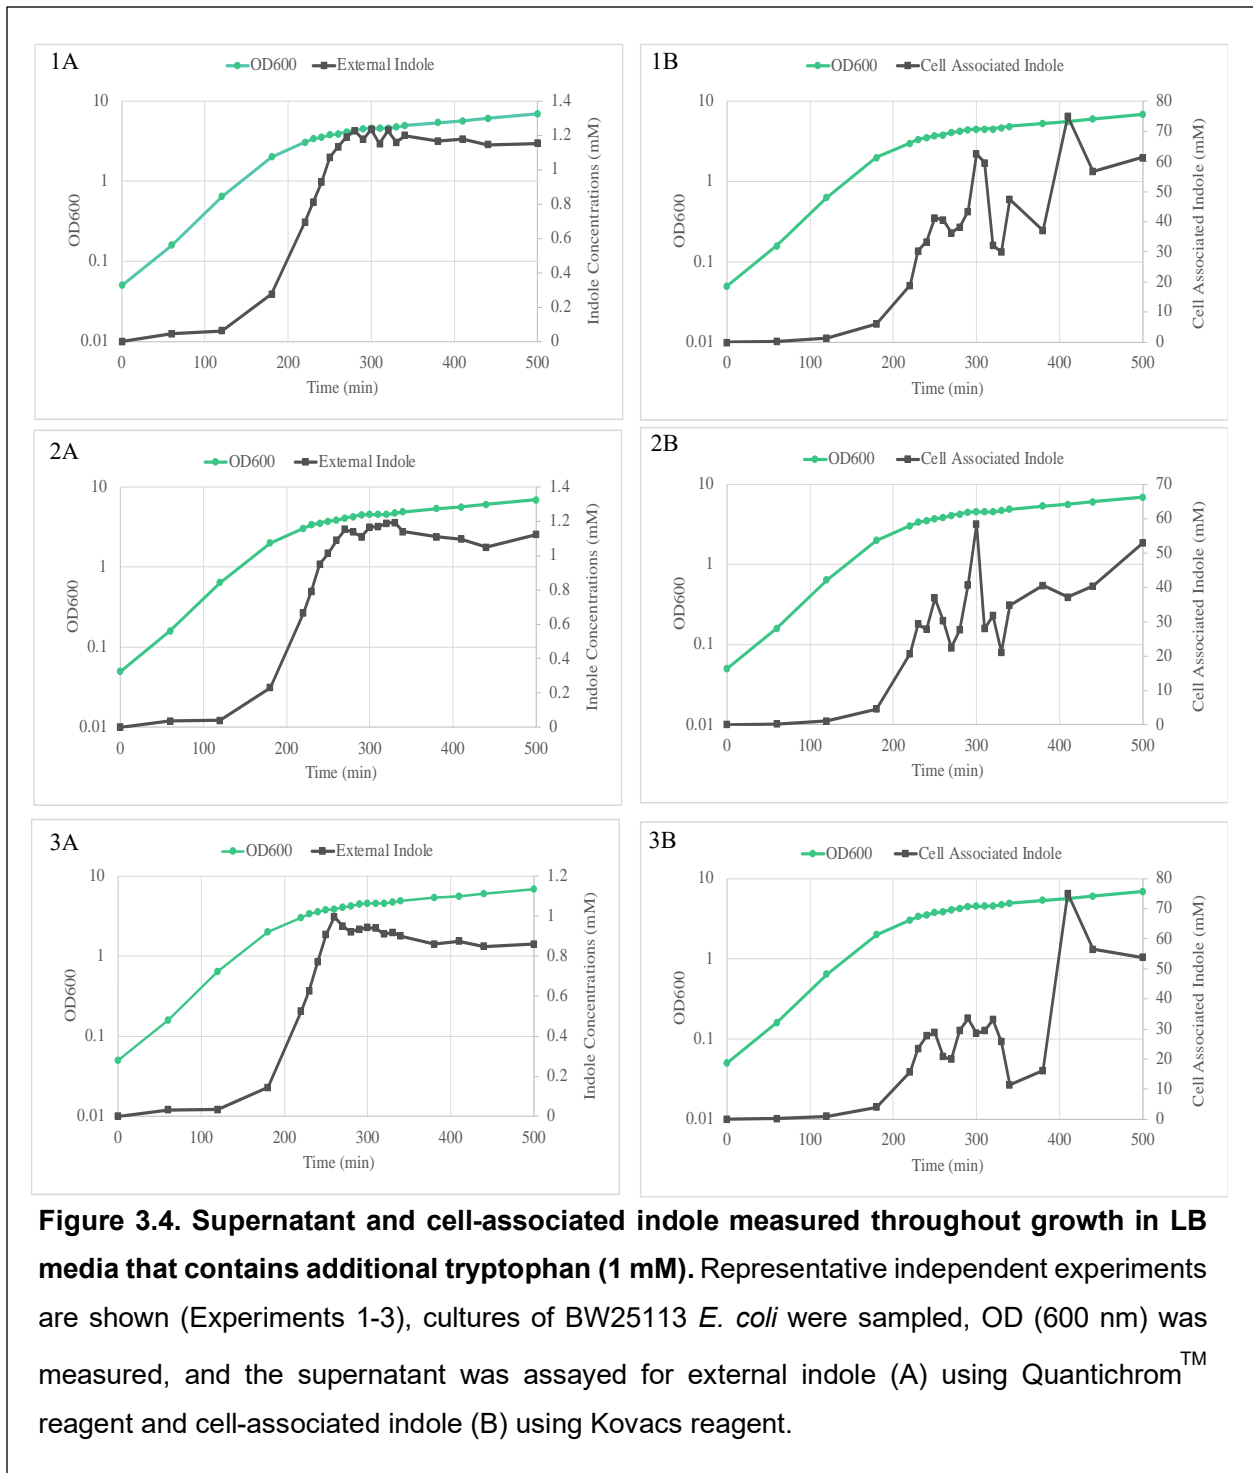 1A
OD600
External Indole
10
1
0.1
0.01
OD600
1.4
1.2
1
0.8
0.6
0.4
0.2
0
Indole Concentrations (mM)
0 100 200 300 400 500
Time (min)
1B
OD600
Cell Associated Indole
10
1
0.1
0.01
OD600
80
70
60
50
40
30
20
10
0
Cell Associated Indole (mM)
0 100 200 300 400 500
Time (min)
2A
OD600
External Indole
10
1
0.1
0.01
OD600
1.4
1.2
1
0.8
0.6
0.4
0.2
0
Indole Concentrations (mM)
0 100 200 300 400 500
Time (min)
2B
OD600
Cell Associated Indole
10
1
0.1
0.01
OD600
70
60
50
40
30
20
10
0
Cell Associated Indole (mM)
0 100 200 300 400 500
Time (min)
3A
OD600
External Indole
10
1
0.1
0.01
OD600
1.2
1
0.8
0.6
0.4
0.2
0
Indole Concentrations (mM)
0 100 200 300 400 500
Time (min)
3B
OD600
Cell Associated Indole
10
1
0.1
0.01
OD600
80
70
60
50
40
30
20
10
0
Cell Associated Indole (mM)
0 100 200 300 400 500
Time (min)
Figure 3.4. Supernatant and cell-associated indole measured throughout growth in LB
media that contains additional tryptophan (1 mM). Representative independent experiments
are shown (Experiments 1-3), cultures of BW25113 E. coli were sampled, OD (600 nm) was
measured, and the supernatant was assayed for external indole (A) using Quantichrom™
reagent and cell-associated indole (B) using Kovacs reagent.